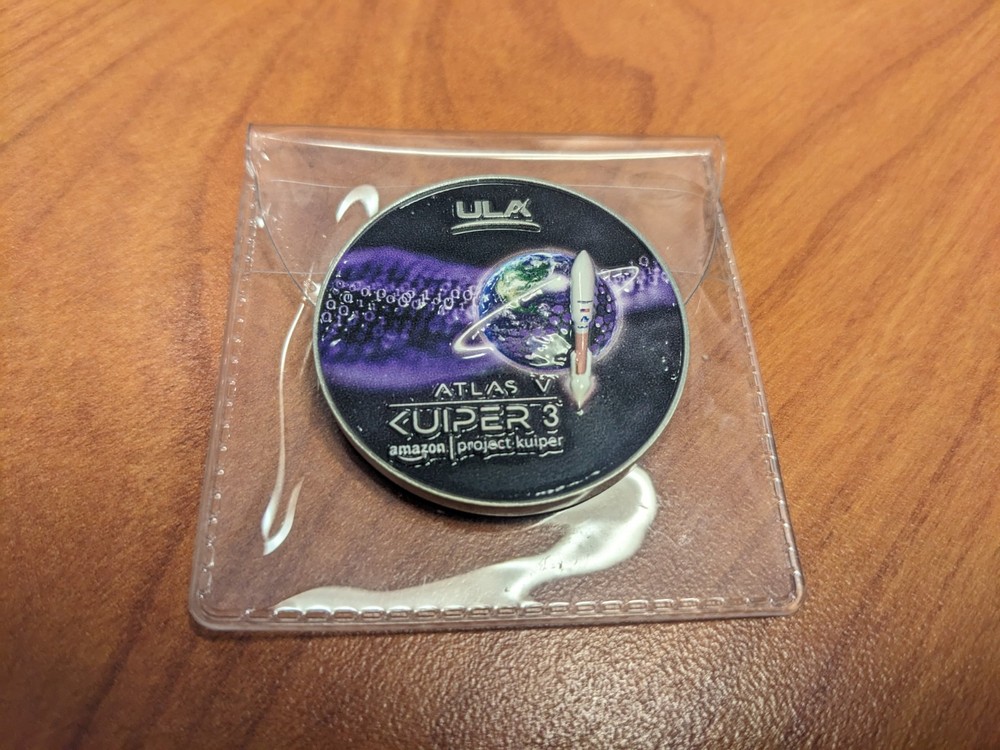 ULA
ATLAS V
KUIPER 3
amazon | project kuiper